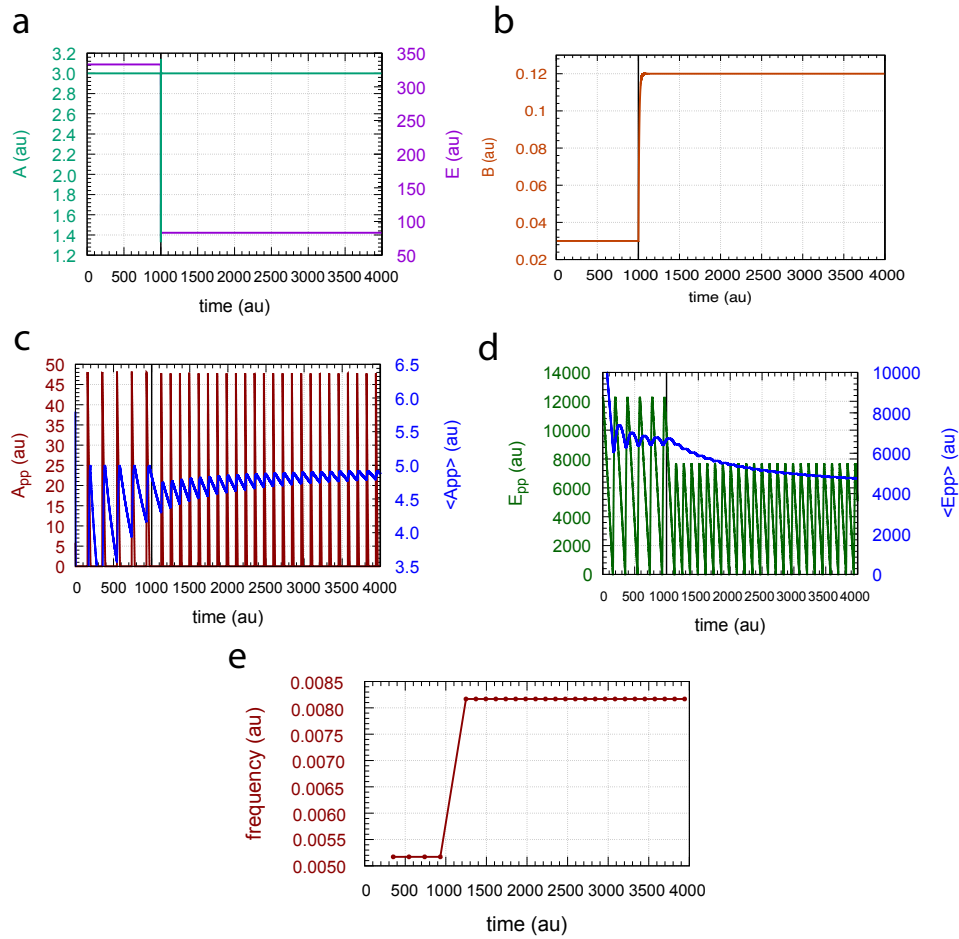 a
3.2
3.0
2.8
2.6
2.4
2.2
2.0
1.8
1.6
1.4
1.2
A (au)
350
300
250
200
150
100
50
E (au)
0 500 1000 1500 2000 2500 3000 3500 4000
time (au)
b
0.12
0.1
0.08
0.06
0.04
0.02
B (au)
0 500 1000 1500 2000 2500 3000 3500 4000
time (au)
c
50
45
40
35
30
25
20
15
10
5
0
App (au)
6.5
6.0
5.5
5.0
4.5
4.0
3.5
<App> (au)
0 500 1000 1500 2000 2500 3000 3500 4000
time (au)
d
14000
12000
10000
8000
6000
4000
2000
0
Epp (au)
10000
8000
6000
4000
2000
0
<Epp> (au)
0 500 1000 1500 2000 2500 3000 3500 4000
time (au)
e
0.0085
0.0080
0.0075
0.0070
0.0065
0.0060
0.0055
0.0050
frequency (au)
0 500 1000 1500 2000 2500 3000 3500 4000
time (au)